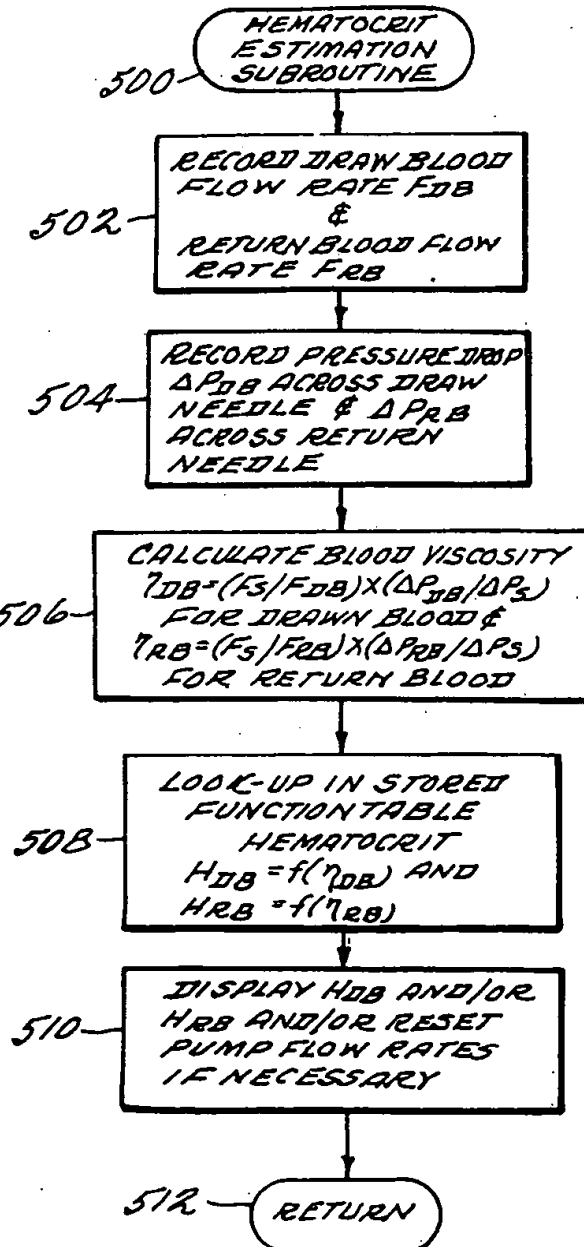 HEMATOCRIT
ESTIMATION
SUBROUTINE
500
RECORD DRAW BLOOD
FLOW RATE FDB
&
RETURN BLOOD FLOW
RATE FRB
502
RECORD PRESSURE DROP
ΔPDB ACROSS DRAW
NEEDLE & ΔPRB
ACROSS RETURN
NEEDLE
504
CALCULATE BLOOD VISCOSITY
ηDB=(FS/FDB)X(ΔPDB/ΔPS)
FOR DRAWN BLOOD &
ηRB=(FS/FRB)X(ΔPRB/ΔPS)
FOR RETURN BLOOD
506
LOOK-UP IN STORED
FUNCTION TABLE
HEMATOCRIT
HDB=f(ηDB) AND
HRB=f(ηRB)
508
DISPLAY HDB AND/OR
HRB AND/OR RESET
PUMP FLOW RATES
IF NECESSARY
510
RETURN
512